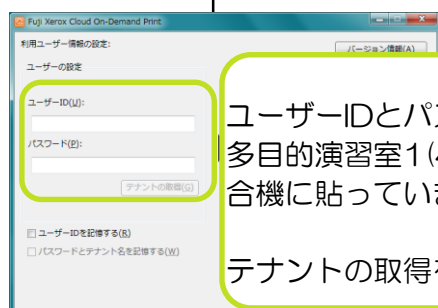 Fuji Xerox Cloud On-Demand Print
利用ユーザー情報の設定:
バージョン情報(A)
ユーザーの設定
ユーザーID(U):
パスワード(P):
テナントの取得(G)
ユーザーIDを記憶する(R)
パスワードとテナント名を記憶する(W)
ユーザーIDとパ
多目的演習室1(
合機に貼ってい
テナントの取得